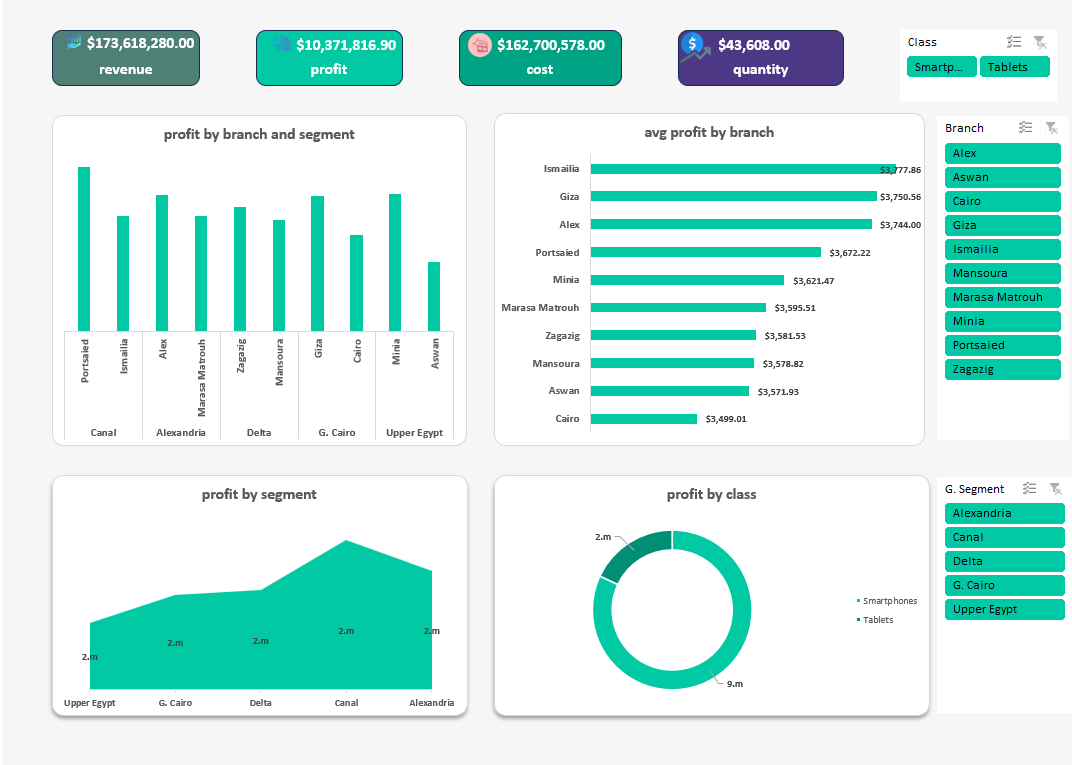 $173,618,280.00
revenue
$10,371,816.90
profit
$162,700,578.00
cost
$43,608.00
quantity
Class
Smartp...
Tablets
profit by branch and segment
Portsaied
Ismailia
Alex
Marasa Matrouh
Zagazig
Mansoura
Giza
Cairo
Minia
Aswan
Canal
Alexandria
Delta
G. Cairo
Upper Egypt
avg profit by branch
Ismailia
$3,777.86
Giza
$3,750.56
Alex
$3,744.00
Portsaied
$3,672.22
Minia
$3,621.47
Marasa Matrouh
$3,595.51
Zagazig
$3,581.53
Mansoura
$3,578.82
Aswan
$3,571.93
Cairo
$3,499.01
Branch
Alex
Aswan
Cairo
Giza
Ismailia
Mansoura
Marasa Matrouh
Minia
Portsaied
Zagazig
profit by segment
2.m
2.m
2.m
2.m
2.m
Upper Egypt
G. Cairo
Delta
Canal
Alexandria
profit by class
2.m
9.m
Smartphones
Tablets
G. Segment
Alexandria
Canal
Delta
G. Cairo
Upper Egypt